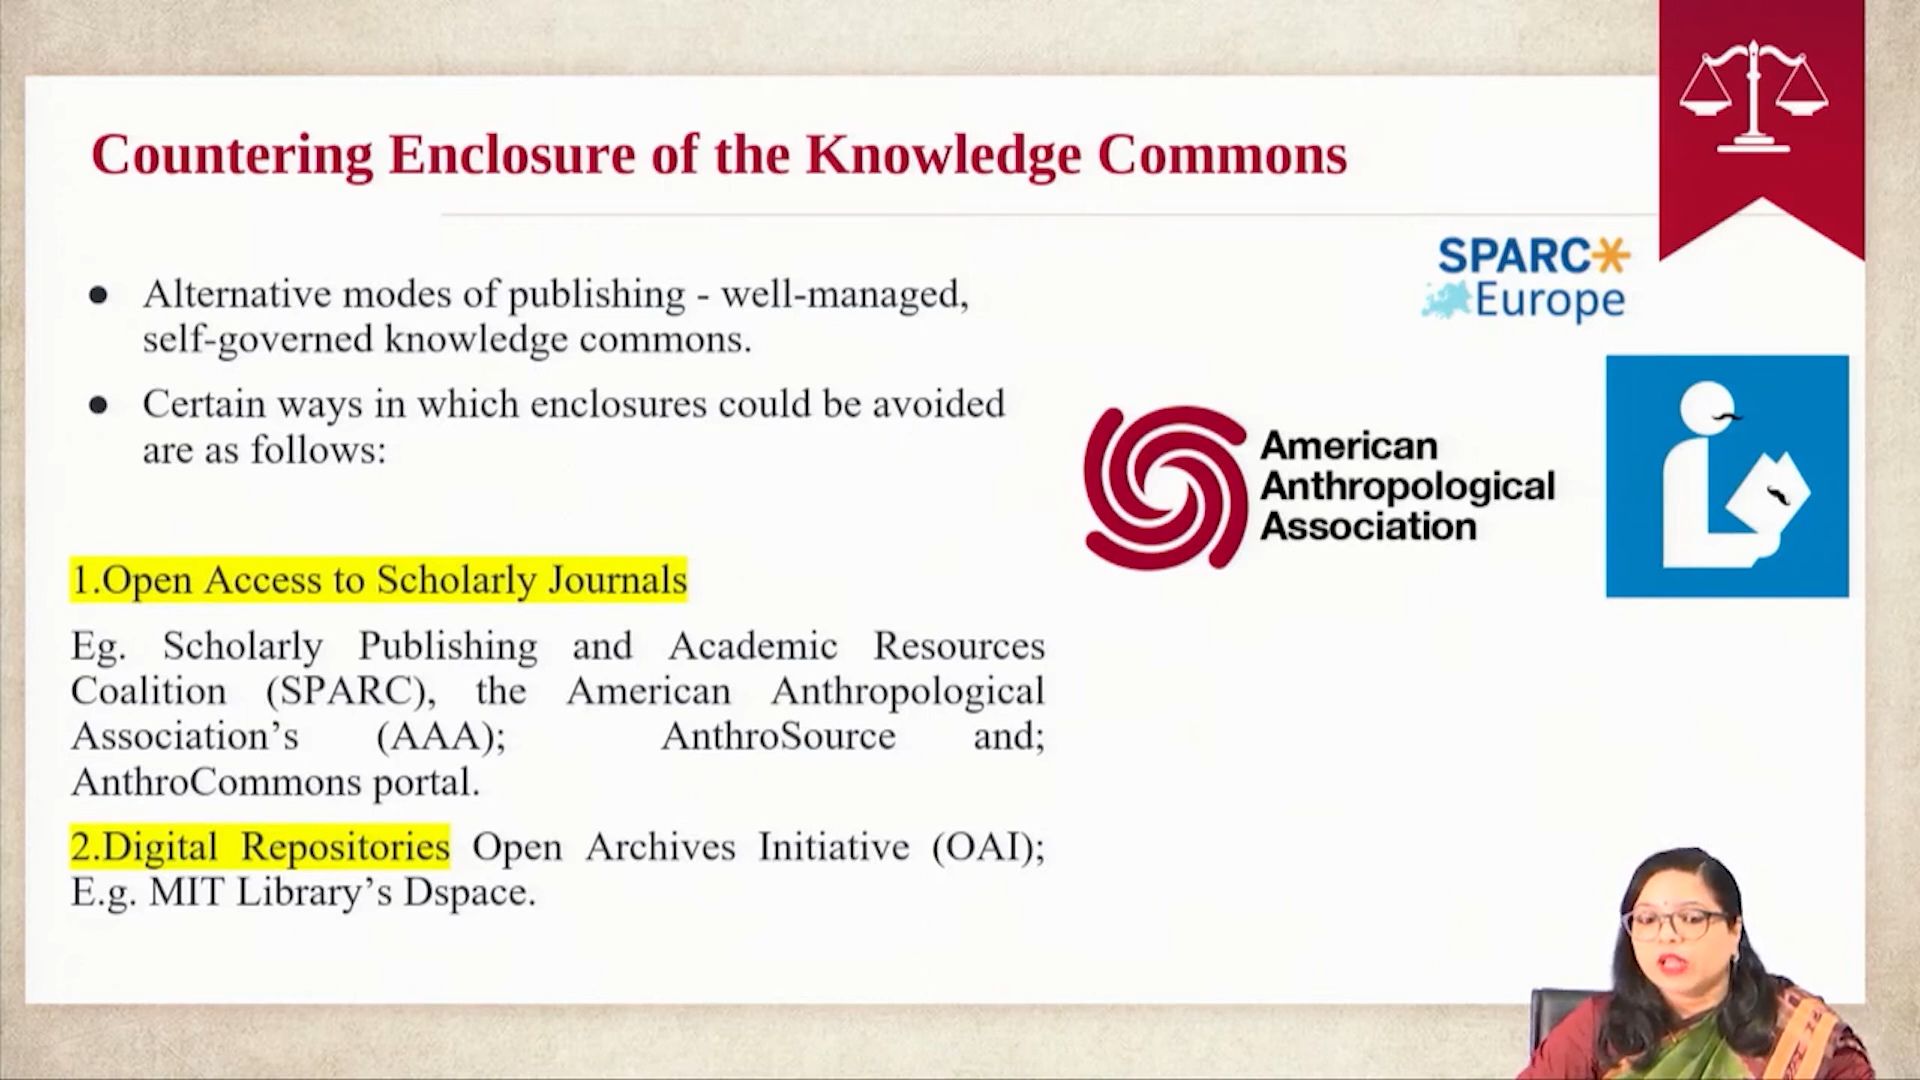 Countering Enclosure of the Knowledge Commons
● Alternative modes of publishing - well-managed,
self-governed knowledge commons.
● Certain ways in which enclosures could be avoided
are as follows:
1.Open Access to Scholarly Journals
Eg. Scholarly Publishing and Academic Resources
Coalition (SPARC), the American Anthropological
Association’s (AAA); AnthroSource and;
AnthroCommons portal.
2.Digital Repositories Open Archives Initiative (OAI);
E.g. MIT Library’s Dspace.
SPARC
Europe
American
Anthropological
Association